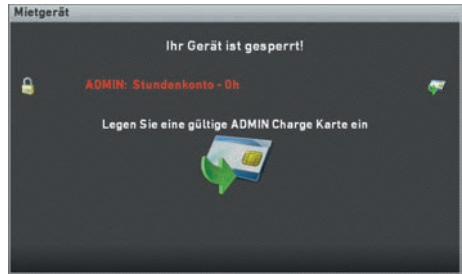 Mietgerät
Ihr Gerät ist gesperrt!
ADMIN: Stundenkonto - 0h
Legen Sie eine gültige ADMIN Charge Karte ein